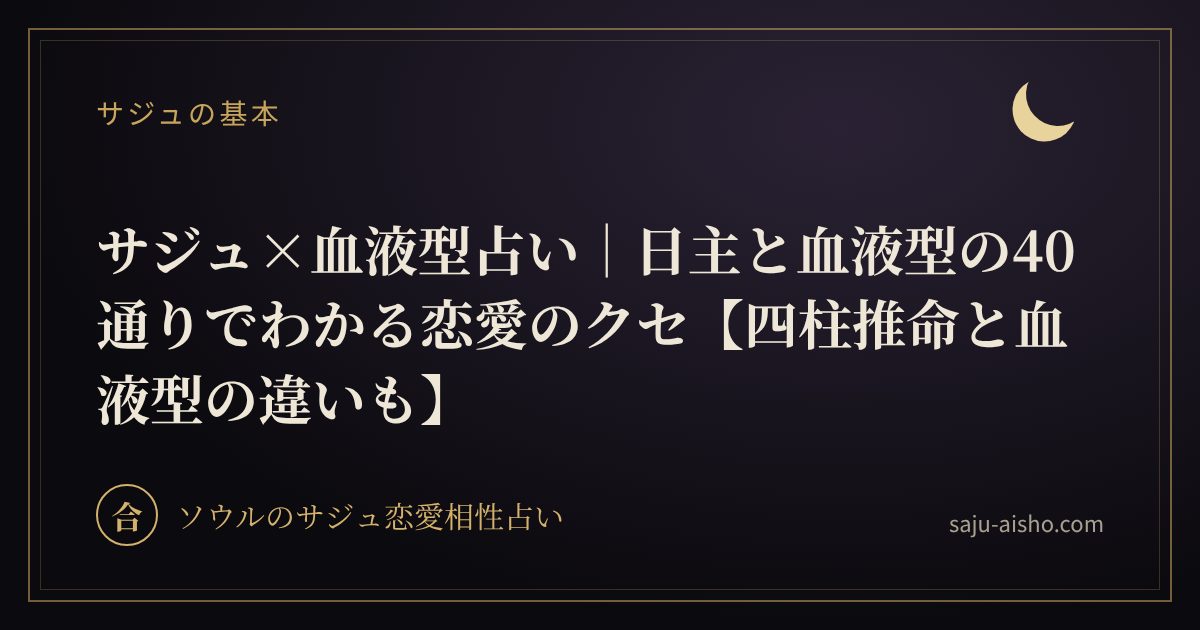 サジュの基本
サジュ×血液型占い｜日主と血液型の40
通りでわかる恋愛のクセ【四柱推命と血
液型の違いも】
合 ソウルのサジュ恋愛相性占い
saju-aisho.com